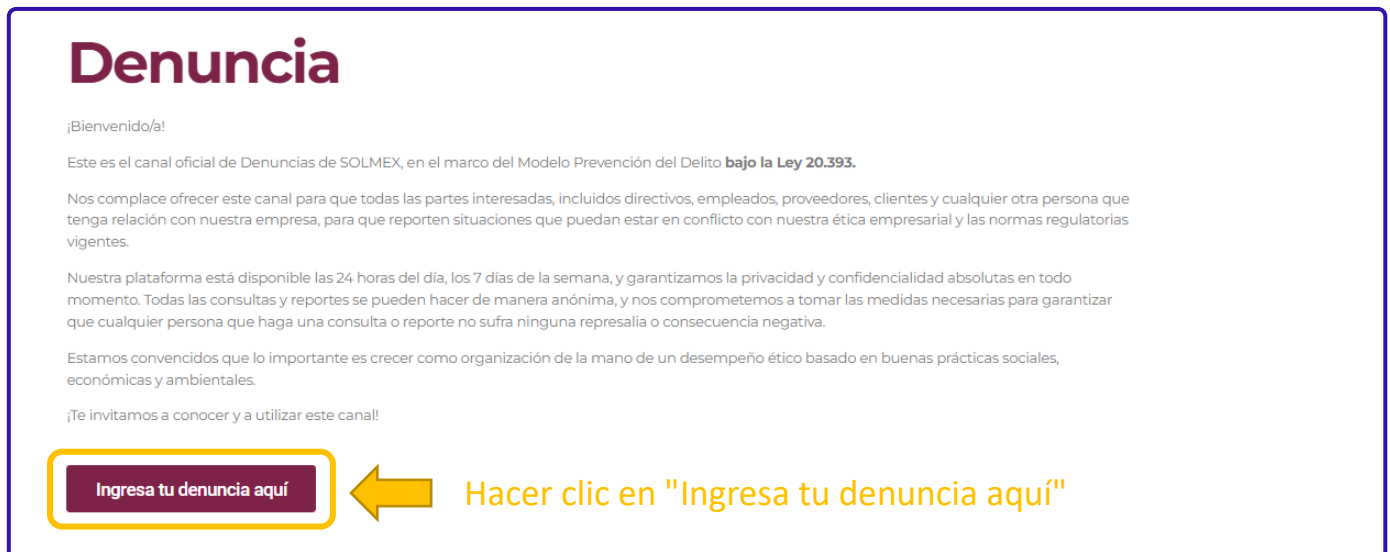 Denuncia
¡Bienvenido/a!
Este es el canal oficial de Denuncias de SOLMEX, en el marco del Modelo Prevención del Delito bajo la Ley 20.393.
Nos complace ofrecer este canal para que todas las partes interesadas, incluidos directivos, empleados, proveedores, clientes y cualquier otra persona que
tenga relación con nuestra empresa, para que reporten situaciones que puedan estar en conflicto con nuestra ética empresarial y las normas regulatorias
vigentes.
Nuestra plataforma está disponible las 24 horas del día, los 7 días de la semana, y garantizamos la privacidad y confidencialidad absolutas en todo
momento. Todas las consultas y reportes se pueden hacer de manera anónima, y nos comprometemos a tomar las medidas necesarias para garantizar
que cualquier persona que haga una consulta o reporte no sufra ninguna represalia o consecuencia negativa.
Estamos convencidos que lo importante es crecer como organización de la mano de un desempeño ético basado en buenas prácticas sociales,
económicas y ambientales.
¡Te invitamos a conocer y a utilizar este canal!
Ingresa tu denuncia aquí
Hacer clic en "Ingresa tu denuncia aquí"